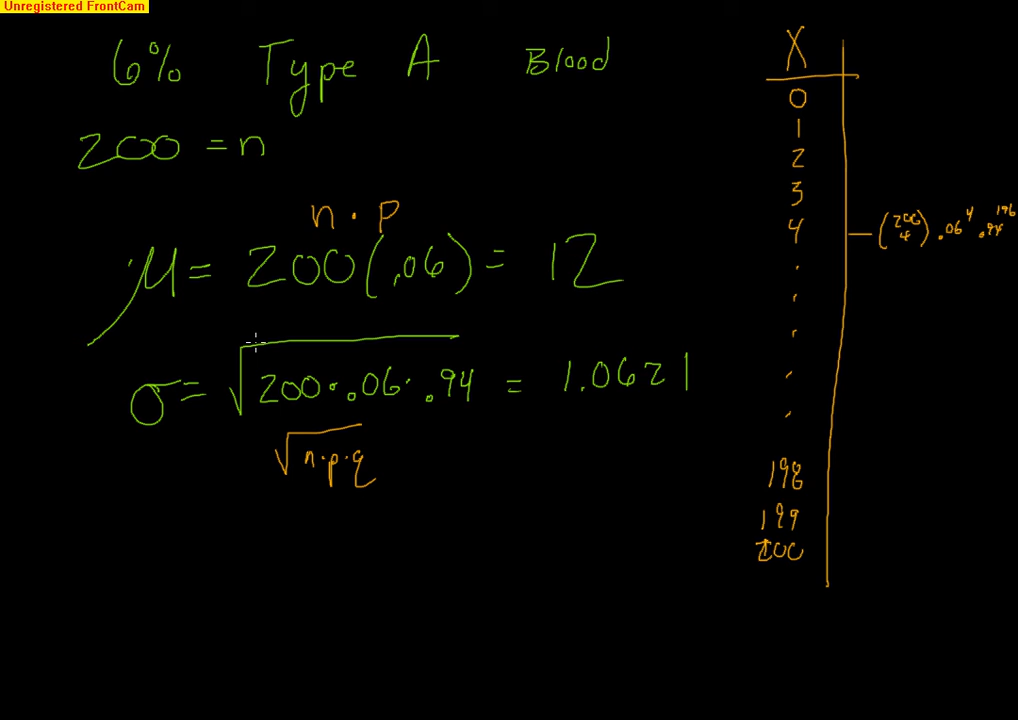 Unregistered FrontCam
6% Type A Blood
200 = n
n · p
μ = 200(.06) = 12
σ = √200 · .06 · .94 = 1.0621
√n·p·q
X
0
1
2
3
4 — (200 4) .06^4 · .94^196
.
.
.
.
.
198
199
200